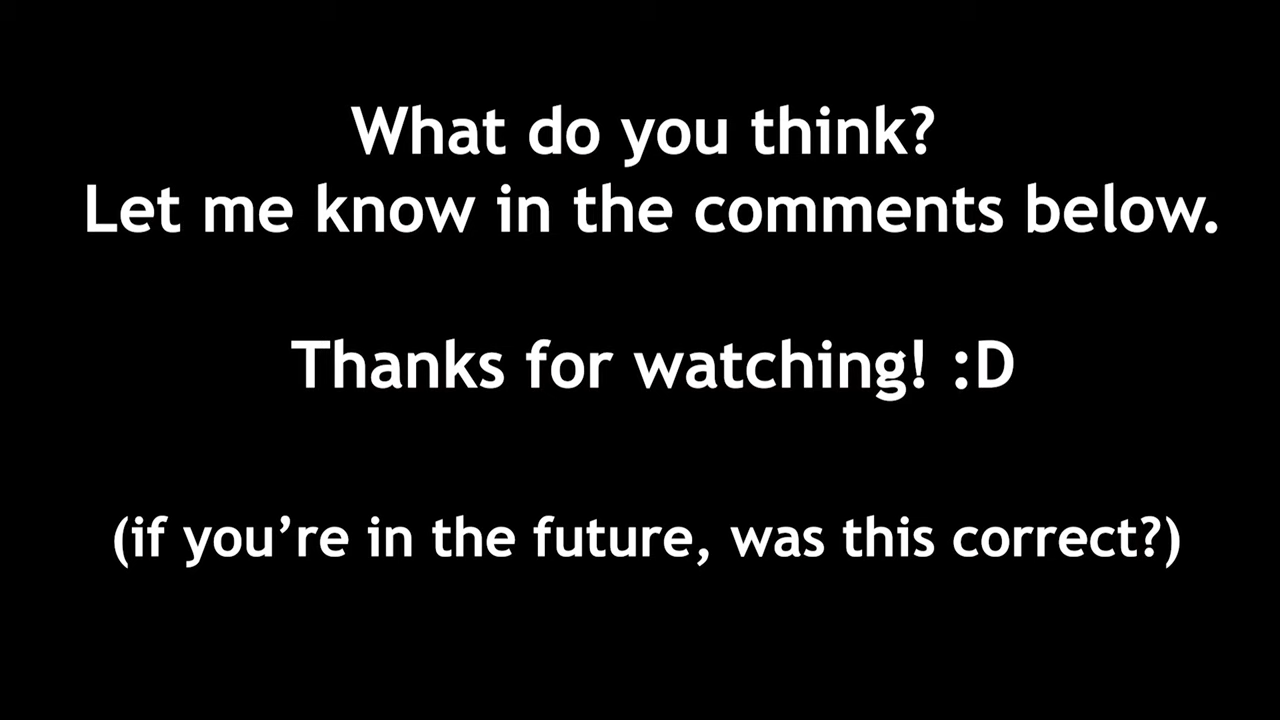 What do you think?
Let me know in the comments below.
Thanks for watching! :D
(if you’re in the future, was this correct?)